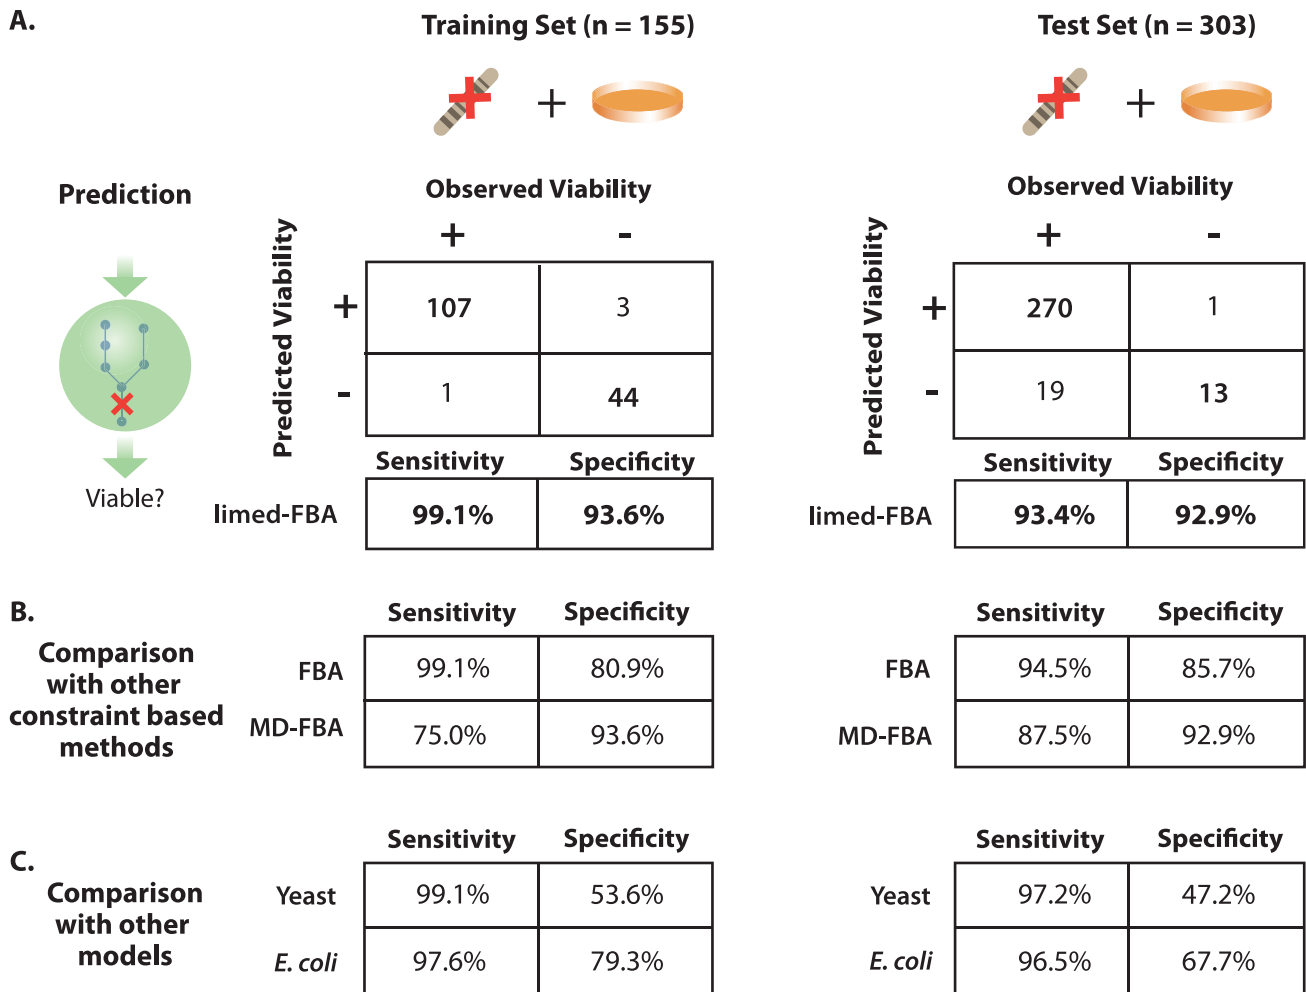 A.
Training Set (n = 155)
Test Set (n = 303)
+
+
Prediction
Observed Viability
Observed Viability
+ -
+ -
Predicted Viability
Predicted Viability
+ 107 3
+ 270 1
- 1 44
- 19 13
Viable?
Sensitivity Specificity
Sensitivity Specificity
limed-FBA 99.1% 93.6%
limed-FBA 93.4% 92.9%
B.
Comparison
with other
constraint based
methods
Sensitivity Specificity
Sensitivity Specificity
FBA 99.1% 80.9%
FBA 94.5% 85.7%
MD-FBA 75.0% 93.6%
MD-FBA 87.5% 92.9%
C.
Comparison
with other
models
Sensitivity Specificity
Sensitivity Specificity
Yeast 99.1% 53.6%
Yeast 97.2% 47.2%
E. coli 97.6% 79.3%
E. coli 96.5% 67.7%